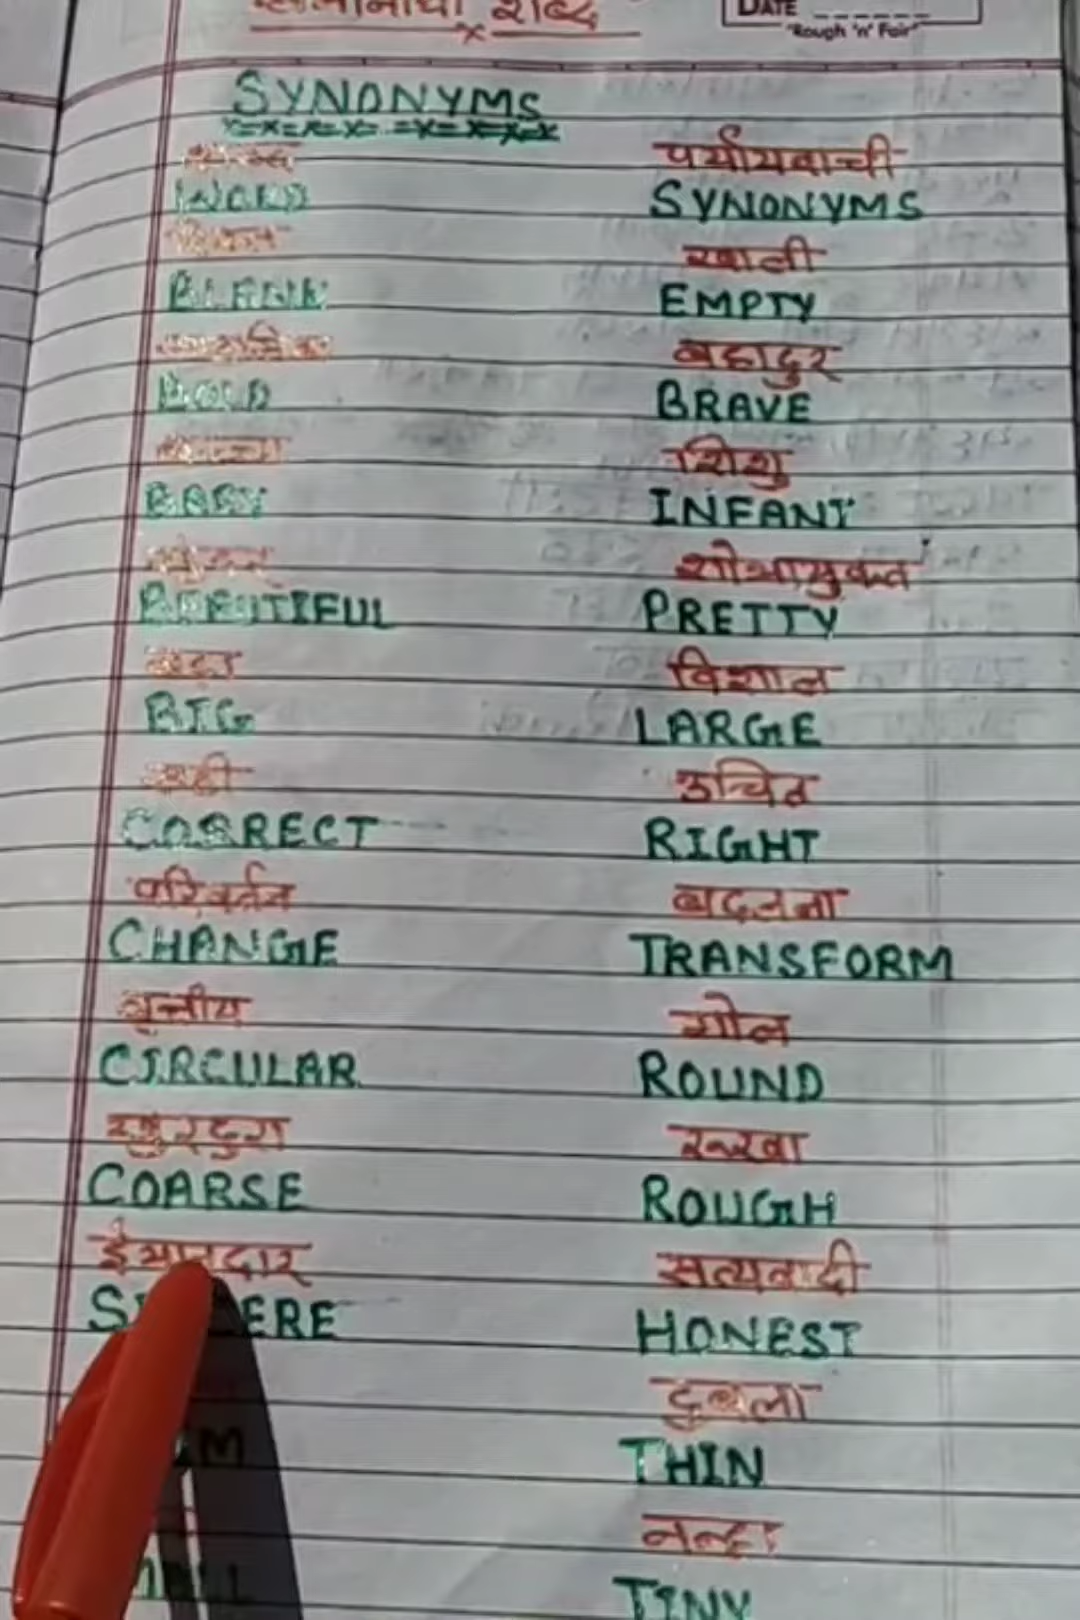 शब्द
DATE
"Rough 'n' Fair"
SYNONYMS
पर्यायवाची
WORD SYNONYMS
खाली
BLANK EMPTY
बहादुर
BOLD BRAVE
शिशु
BABY INFANT
सुंदर शोभायुक्त
BEAUTIFUL PRETTY
बड़ा विशाल
BIG LARGE
सही उचित
CORRECT RIGHT
परिवर्तन बदलना
CHANGE TRANSFORM
वृत्तीय गोल
CIRCULAR ROUND
खुरदुरा रूखा
COARSE ROUGH
ईमानदार सत्यवादी
HONEST
दुबला
THIN
नन्हा
TINY